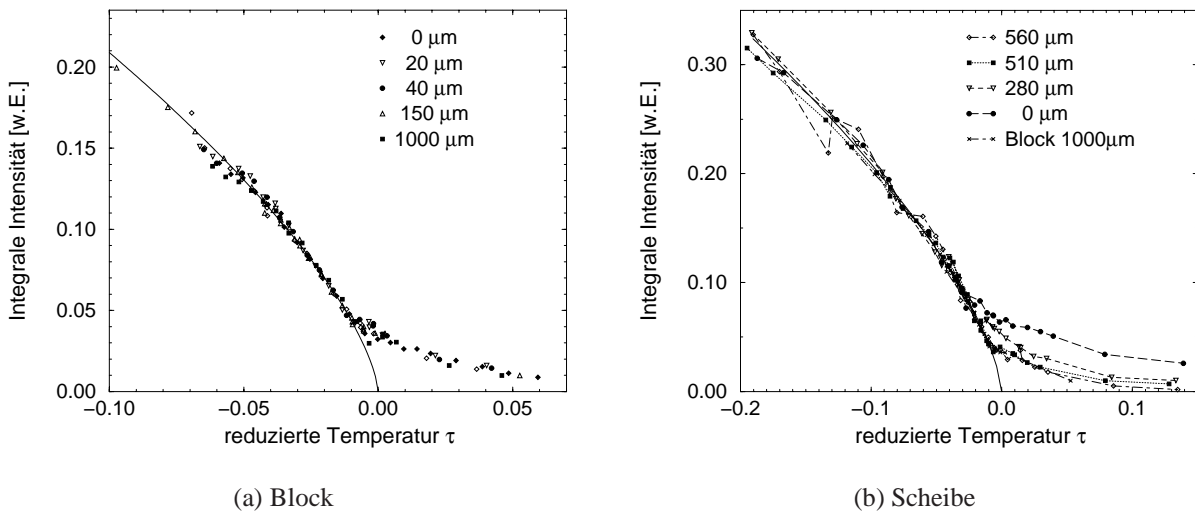 0 μm
20 μm
40 μm
150 μm
1000 μm
0.20
0.15
0.10
0.05
0.00
Integrale Intensität [w.E.]
−0.10
−0.05
0.00
0.05
reduzierte Temperatur τ
(a) Block
560 μm
510 μm
280 μm
0 μm
Block 1000μm
0.30
0.20
0.10
0.00
Integrale Intensität [w.E.]
−0.2
−0.1
0.0
0.1
reduzierte Temperatur τ
(b) Scheibe